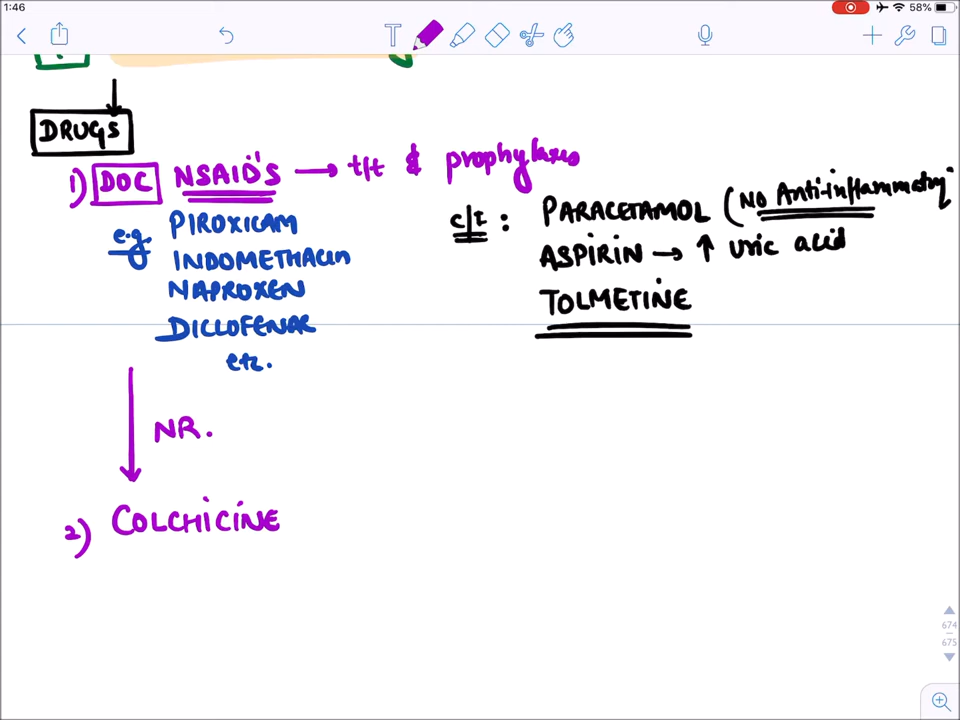 1:46
58%
T
DRUGS
1) DOC NSAID'S → t/t & prophylaxis
e.g. PIROXICAM
INDOMETHACIN
NAPROXEN
DICLOFENAC
etc.
C/I : PARACETAMOL (NO Anti-inflammatory)
ASPIRIN → ↑ uric acid
TOLMETINE
NR.
2) COLCHICINE
674
675